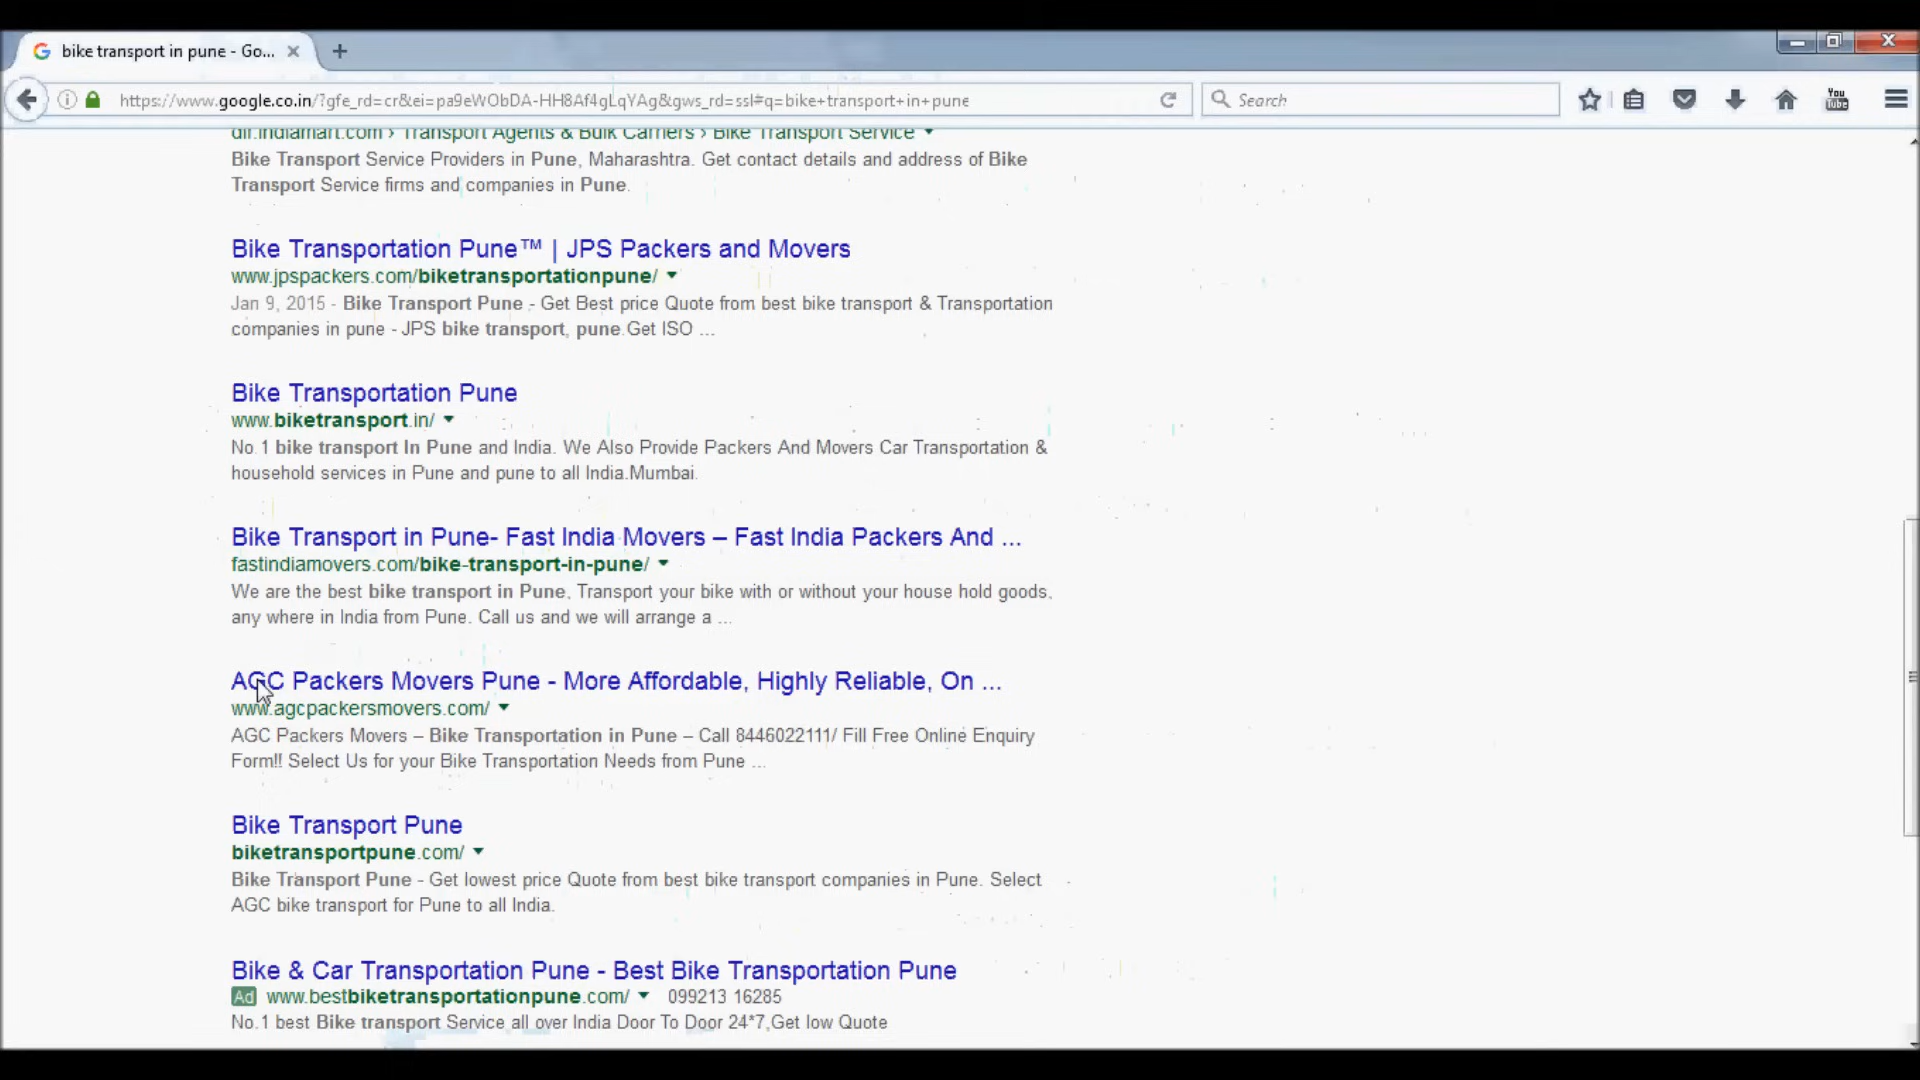 bike transport in pune - Go...
https://www.google.co.in/?gfe_rd=cr&ei=pa9eWObDA-HH8Af4gLqYAg&gws_rd=ssl#q=bike+transport+in+pune
Search
You Tube
dir.indiamart.com › Transport Agents & Bulk Carriers › Bike Transport Service
Bike Transport Service Providers in Pune, Maharashtra. Get contact details and address of Bike
Transport Service firms and companies in Pune.
Bike Transportation Pune™ | JPS Packers and Movers
www.jpspackers.com/biketransportationpune/
Jan 9, 2015 - Bike Transport Pune - Get Best price Quote from best bike transport & Transportation
companies in pune - JPS bike transport, pune.Get ISO ...
Bike Transportation Pune
www.biketransport.in/
No.1 bike transport In Pune and India. We Also Provide Packers And Movers Car Transportation &
household services in Pune and pune to all India.Mumbai.
Bike Transport in Pune- Fast India Movers – Fast India Packers And ...
fastindiamovers.com/bike-transport-in-pune/
We are the best bike transport in Pune, Transport your bike with or without your house hold goods,
any where in India from Pune. Call us and we will arrange a ...
AGC Packers Movers Pune - More Affordable, Highly Reliable, On ...
www.agcpackersmovers.com/
AGC Packers Movers – Bike Transportation in Pune – Call 8446022111/ Fill Free Online Enquiry
Form!! Select Us for your Bike Transportation Needs from Pune ...
Bike Transport Pune
biketransportpune.com/
Bike Transport Pune - Get lowest price Quote from best bike transport companies in Pune. Select
AGC bike transport for Pune to all India.
Bike & Car Transportation Pune - Best Bike Transportation Pune
Ad www.bestbiketransportationpune.com/ 099213 16285
No.1 best Bike transport Service all over India Door To Door 24*7,Get low Quote